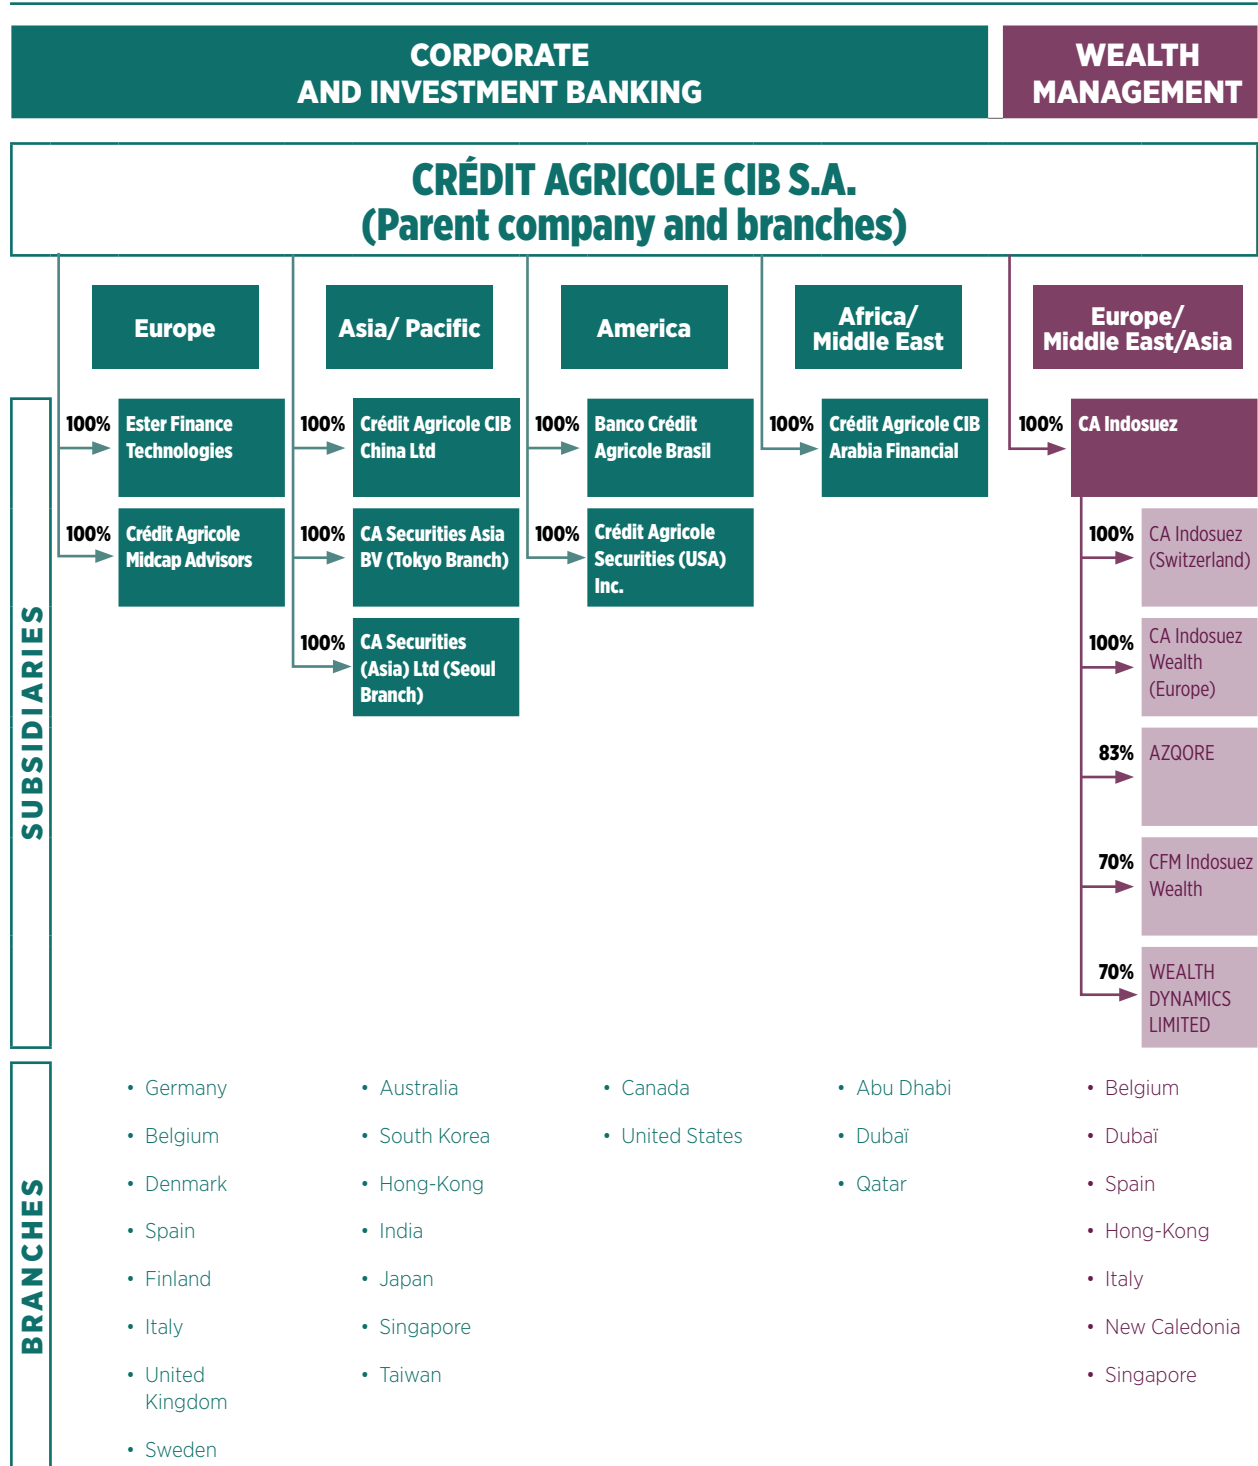 CORPORATE
AND INVESTMENT BANKING
WEALTH
MANAGEMENT
CRÉDIT AGRICOLE CIB S.A.
(Parent company and branches)
Europe
Asia/ Pacific
America
Africa/
Middle East
Europe/
Middle East/Asia
SUBSIDIARIES
100%
Ester Finance
Technologies
100%
Crédit Agricole
Midcap Advisors
100%
Crédit Agricole CIB
China Ltd
100%
CA Securities Asia
BV (Tokyo Branch)
100%
CA Securities
(Asia) Ltd (Seoul
Branch)
100%
Banco Crédit
Agricole Brasil
100%
Crédit Agricole
Securities (USA)
Inc.
100%
Crédit Agricole CIB
Arabia Financial
100%
CA Indosuez
100%
CA Indosuez
(Switzerland)
100%
CA Indosuez
Wealth
(Europe)
83%
AZQORE
70%
CFM Indosuez
Wealth
70%
WEALTH
DYNAMICS
LIMITED
BRANCHES
• Germany
• Belgium
• Denmark
• Spain
• Finland
• Italy
• United
Kingdom
• Sweden
• Australia
• South Korea
• Hong-Kong
• India
• Japan
• Singapore
• Taiwan
• Canada
• United States
• Abu Dhabi
• Dubaï
• Qatar
• Belgium
• Dubaï
• Spain
• Hong-Kong
• Italy
• New Caledonia
• Singapore